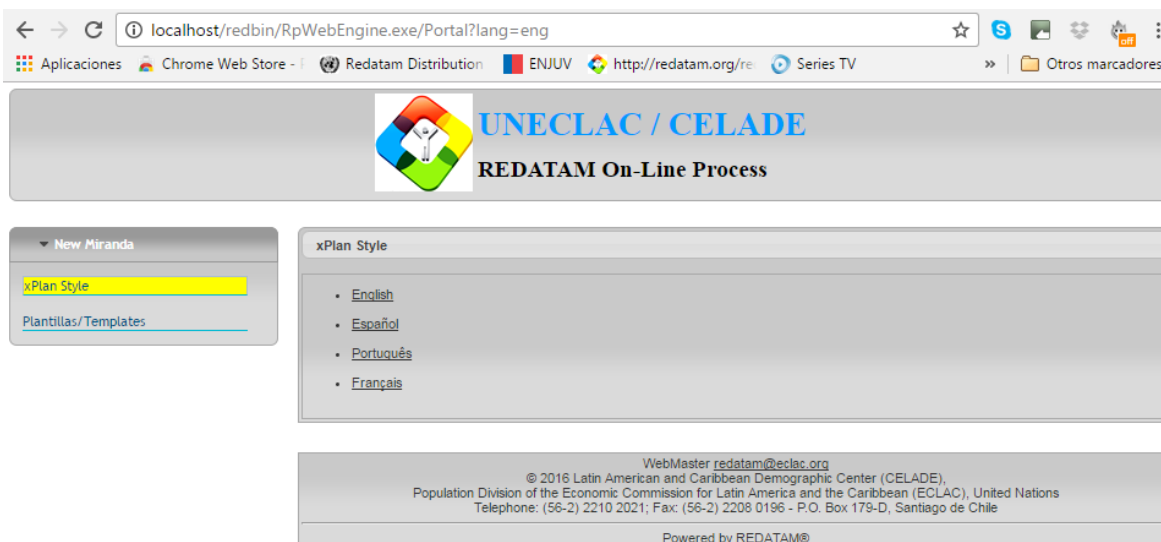 localhost/redbin/RpWebEngine.exe/Portal?lang=eng
off
Aplicaciones Chrome Web Store - Redatam Distribution ENJUV http://redatam.org/re Series TV » Otros marcadores
UNECLAC / CELADE
REDATAM On-Line Process
New Miranda
xPlan Style
Plantillas/Templates
xPlan Style
English
Español
Português
Français
WebMaster redatam@eclac.org
© 2016 Latin American and Caribbean Demographic Center (CELADE),
Population Division of the Economic Commission for Latin America and the Caribbean (ECLAC), United Nations
Telephone: (56-2) 2210 2021; Fax: (56-2) 2208 0196 - P.O. Box 179-D, Santiago de Chile
Powered by REDATAM®